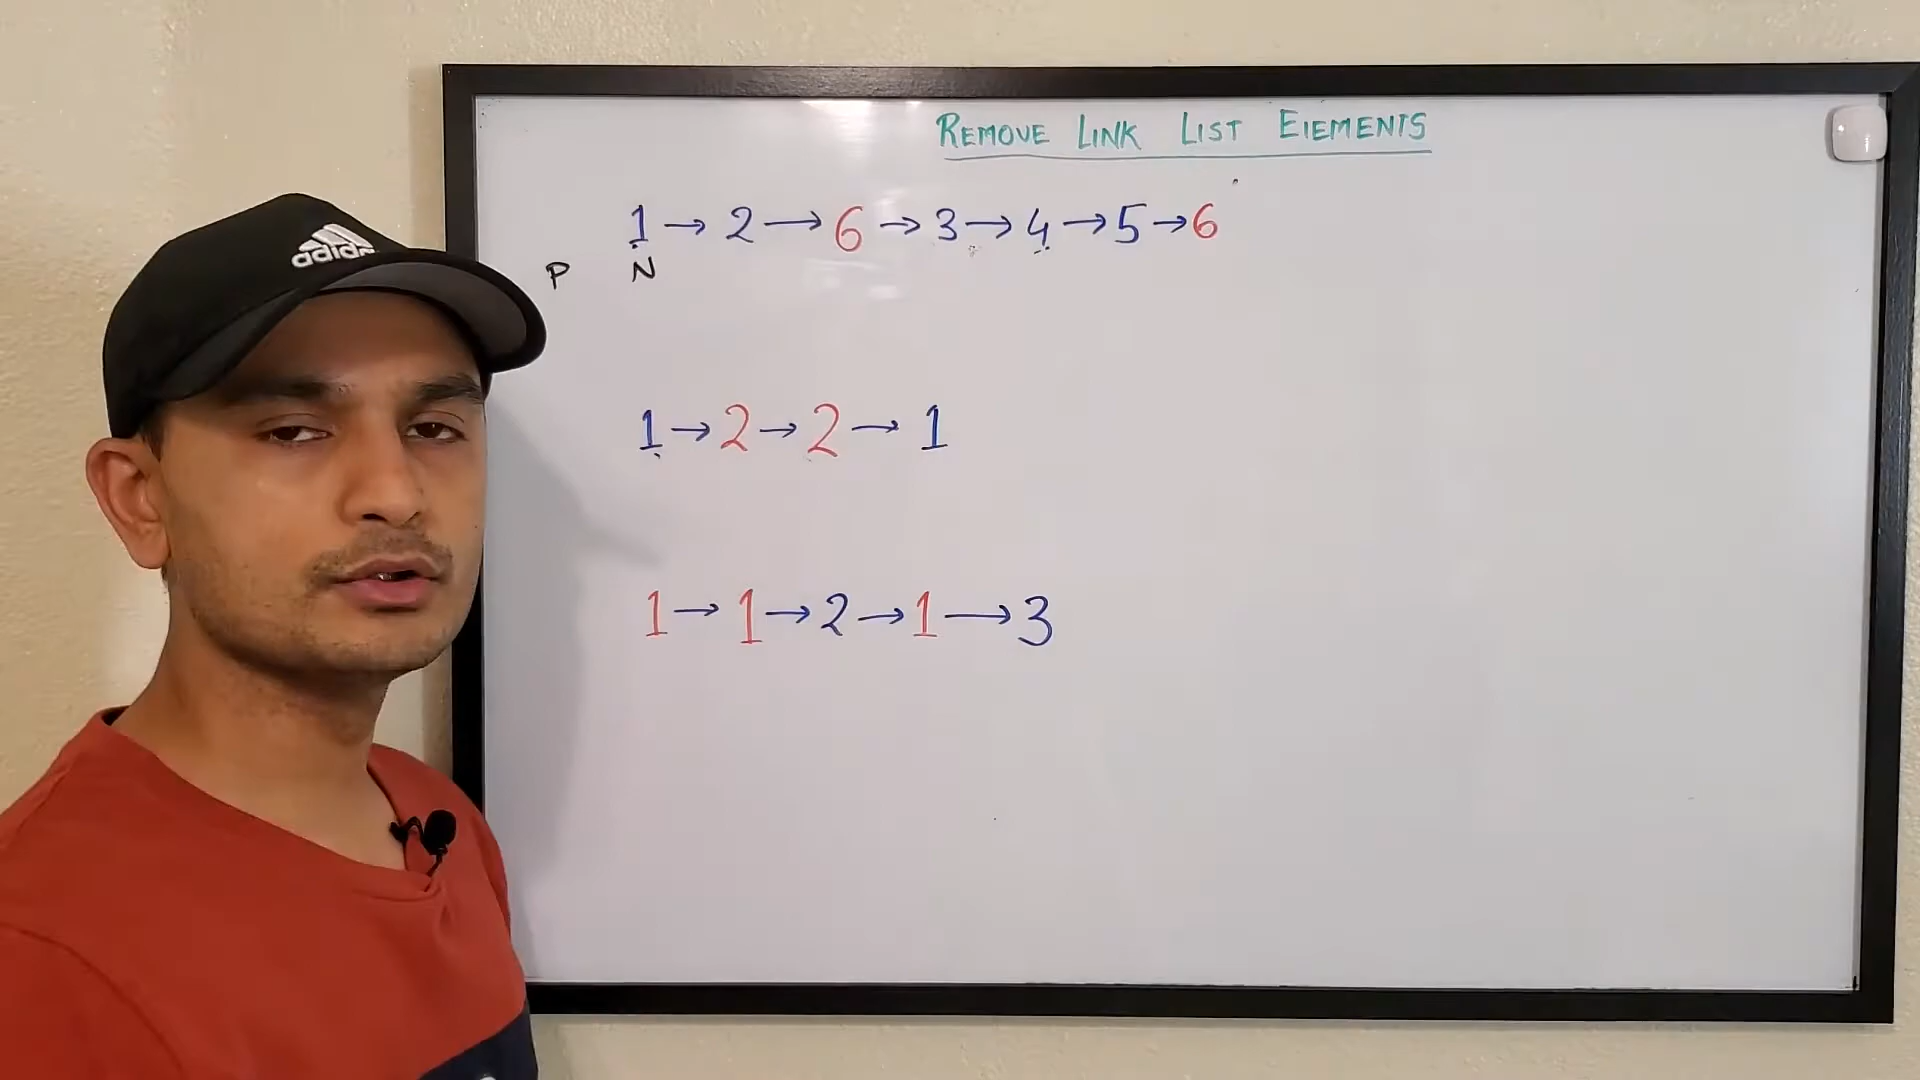 REMOVE LINK LIST ElEMENTS
1 → 2 → 6 → 3 → 4 → 5 → 6
P N
adidas
1 → 2 → 2 → 1
1 → 1 → 2 → 1 → 3